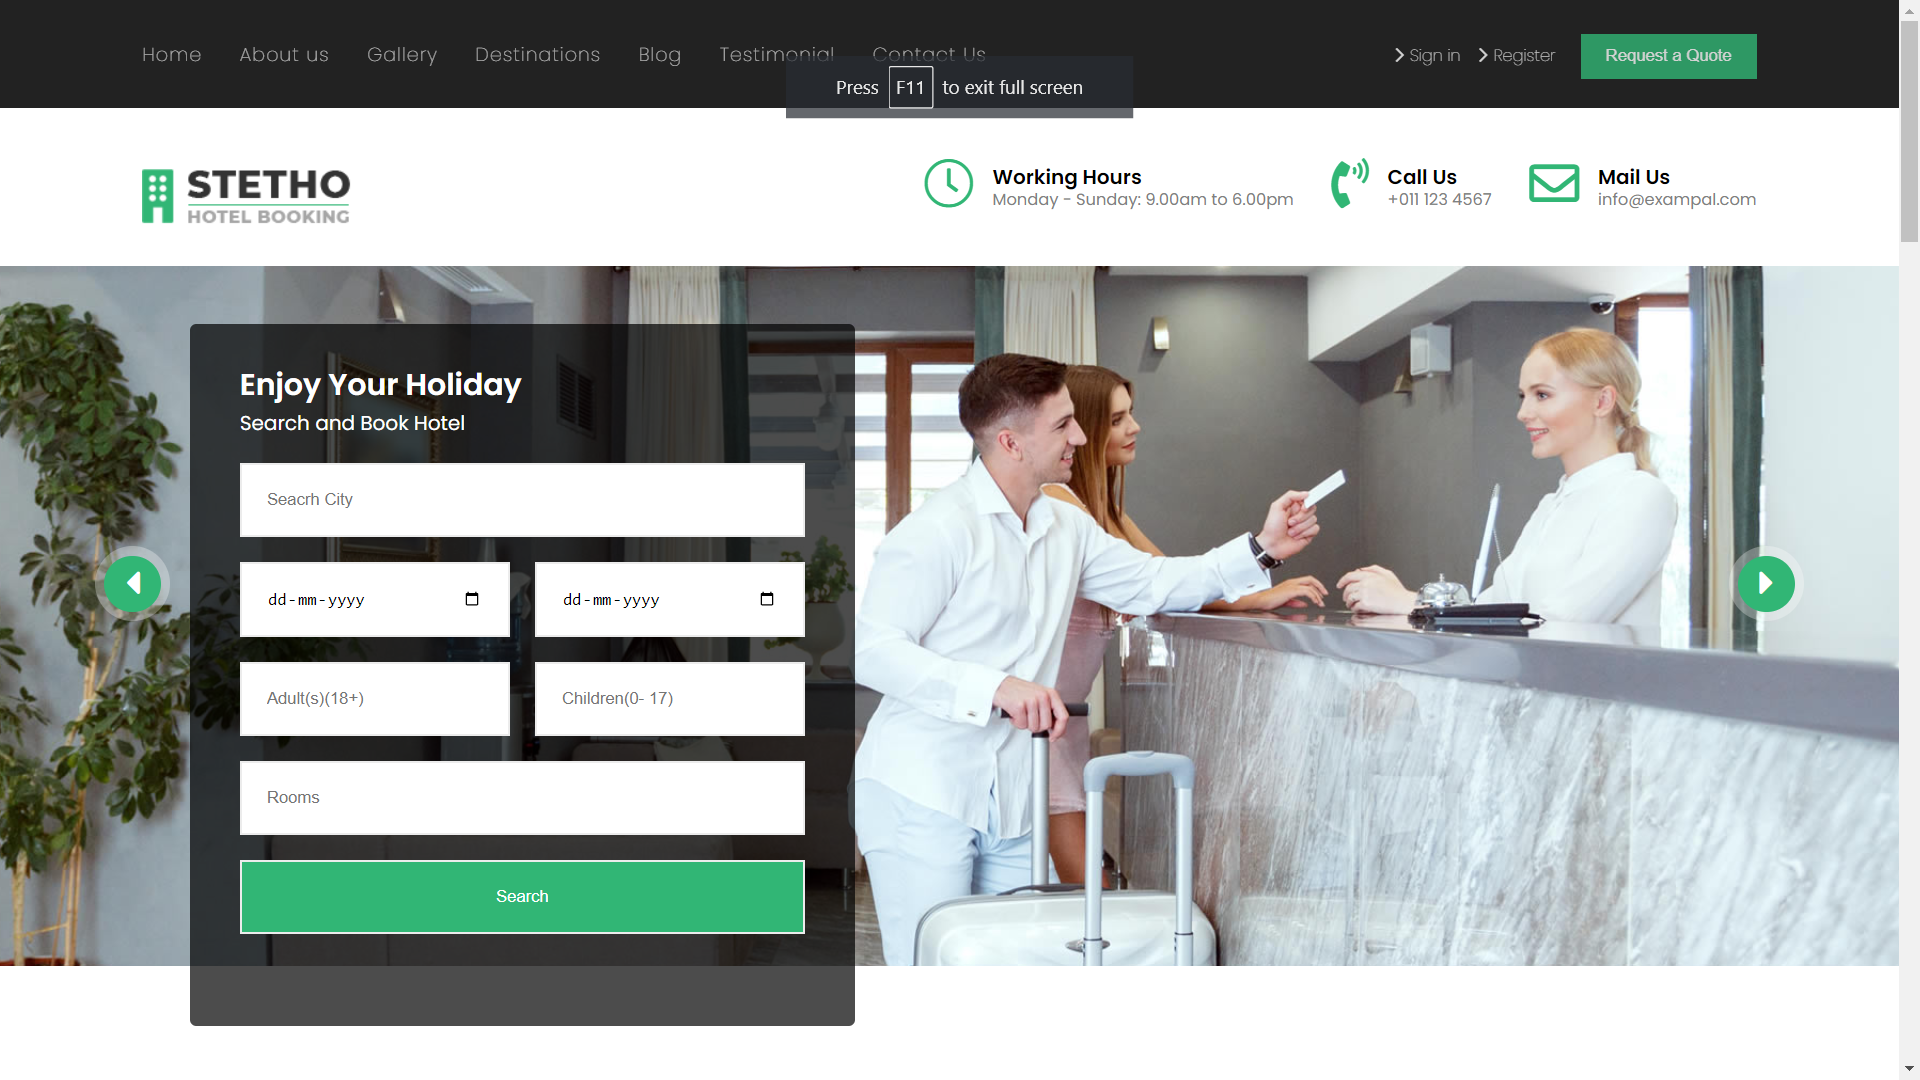 Home About us Gallery Destinations Blog Testimonial Contact Us Sign in Register Request a Quote
Press F11 to exit full screen
STETHO
HOTEL BOOKING
Working Hours
Monday - Sunday: 9.00am to 6.00pm
Call Us
+011 123 4567
Mail Us
info@exampal.com
Enjoy Your Holiday
Search and Book Hotel
Seacrh City
dd-mm-yyyy dd-mm-yyyy
Adult(s)(18+) Children(0- 17)
Rooms
Search